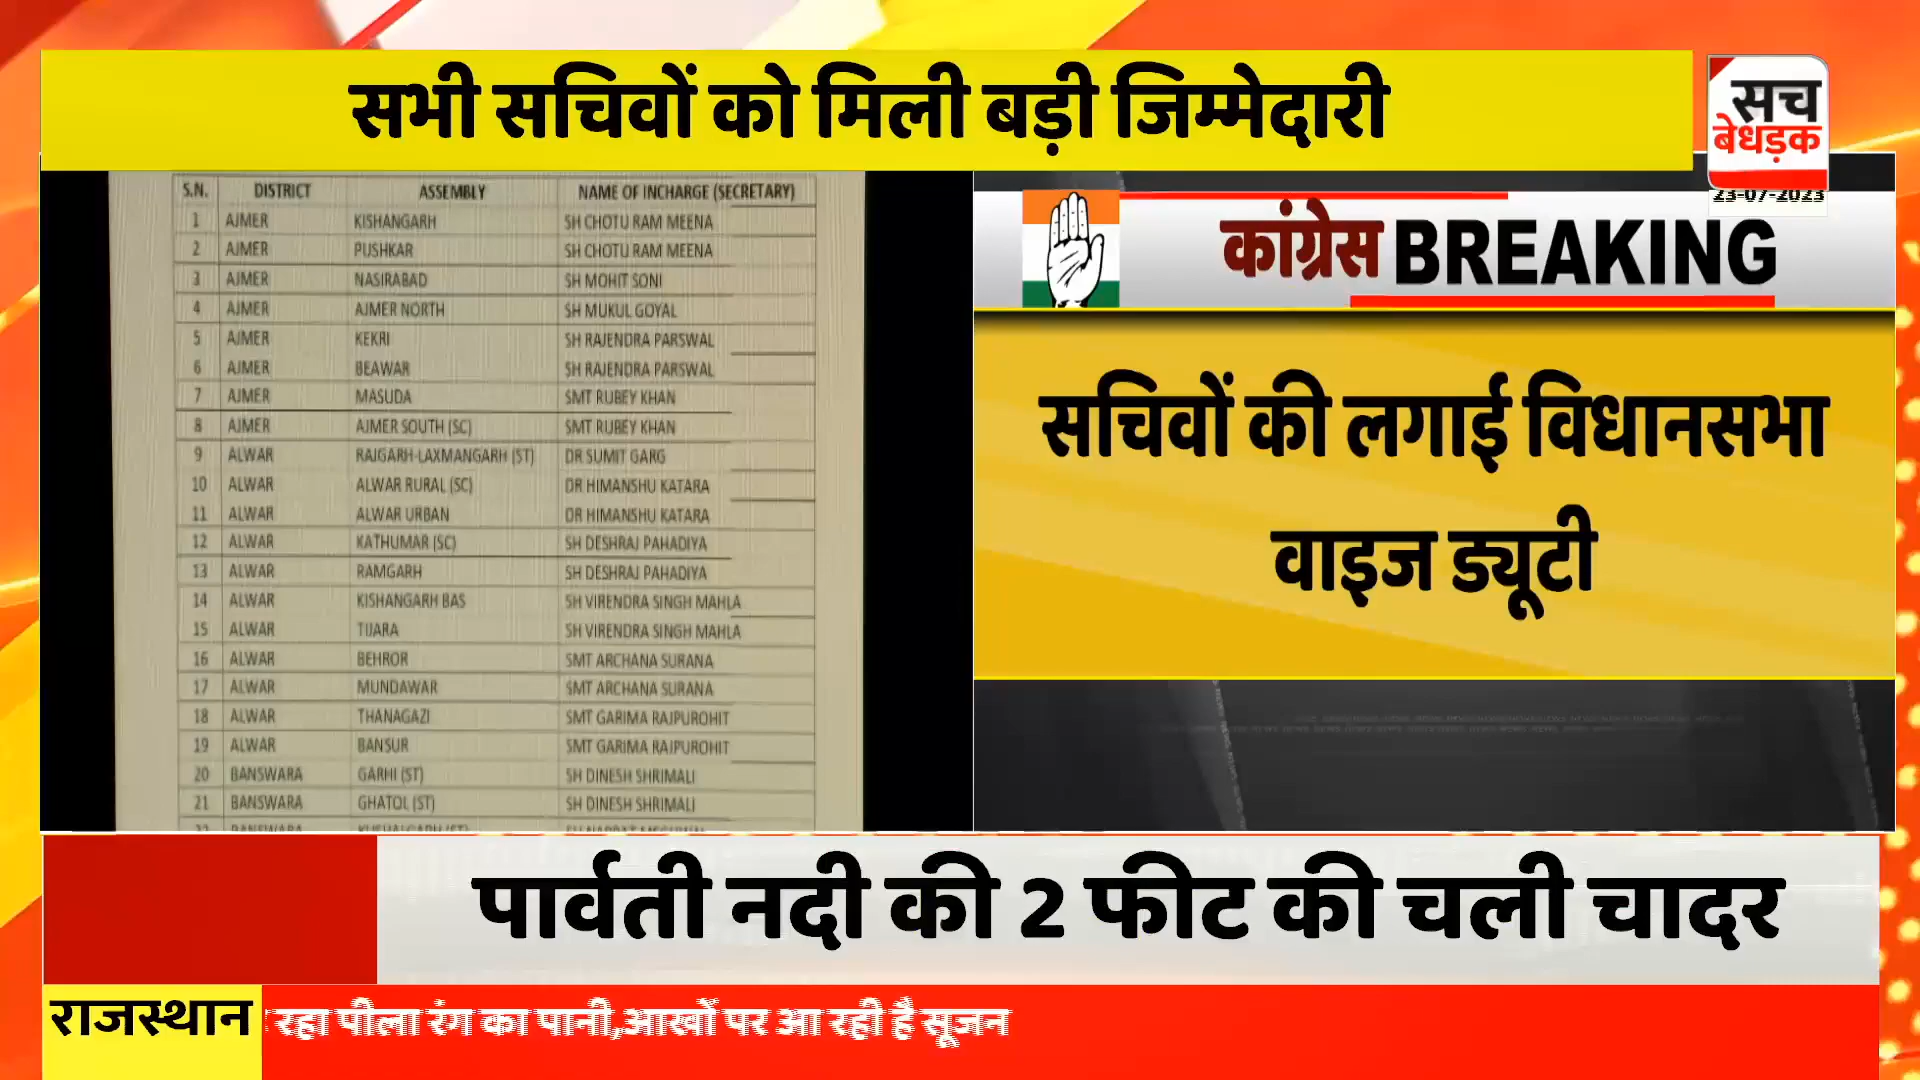 सभी सचिवों को मिली बड़ी जिम्मेदारी
सच
बेधड़क
23-07-2023
S.N. DISTRICT ASSEMBLY NAME OF INCHARGE (SECRETARY)
1 AJMER KISHANGARH SH CHOTU RAM MEENA
2 AJMER PUSHKAR SH CHOTU RAM MEENA
3 AJMER NASIRABAD SH MOHIT SONI
4 AJMER AJMER NORTH SH MUKUL GOYAL
5 AJMER KEKRI SH RAJENDRA PARSWAL
6 AJMER BEAWAR SH RAJENDRA PARSWAL
7 AJMER MASUDA SMT RUBEY KHAN
8 AJMER AJMER SOUTH (SC) SMT RUBEY KHAN
9 ALWAR RAJGARH-LAXMANGARH (ST) DR SUMIT GARG
10 ALWAR ALWAR RURAL (SC) DR HIMANSHU KATARA
11 ALWAR ALWAR URBAN DR HIMANSHU KATARA
12 ALWAR KATHUMAR (SC) SH DESHRAJ PAHADIYA
13 ALWAR RAMGARH SH DESHRAJ PAHADIYA
14 ALWAR KISHANGARH BAS SH VIRENDRA SINGH MAHLA
15 ALWAR TIJARA SH VIRENDRA SINGH MAHLA
16 ALWAR BEHROR SMT ARCHANA SURANA
17 ALWAR MUNDAWAR SMT ARCHANA SURANA
18 ALWAR THANAGAZI SMT GARIMA RAJPUROHIT
19 ALWAR BANSUR SMT GARIMA RAJPUROHIT
20 BANSWARA GARHI (ST) SH DINESH SHRIMALI
21 BANSWARA GHATOL (ST) SH DINESH SHRIMALI
कांग्रेस BREAKING
सचिवों की लगाई विधानसभा
वाइज ड्यूटी
पार्वती नदी की 2 फीट की चली चादर
राजस्थान
रहा पीला रंग का पानी,आखों पर आ रही है सूजन